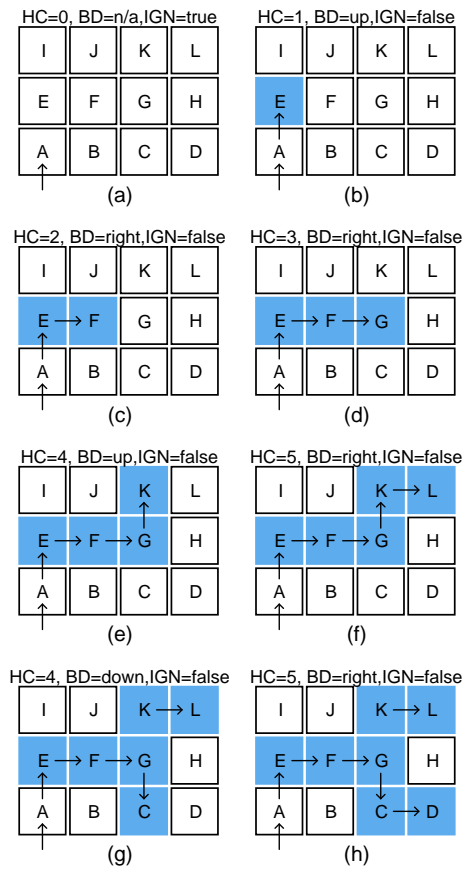 HC=0, BD=n/a,IGN=true HC=1, BD=up,IGN=false
I J K L I J K L
E F G H E F G H
A B C D A B C D
(a) (b)
HC=2, BD=right,IGN=false HC=3, BD=right,IGN=false
I J K L I J K L
E F G H E F G H
A B C D A B C D
(c) (d)
HC=4, BD=up,IGN=false HC=5, BD=right,IGN=false
I J K L I J K L
E F G H E F G H
A B C D A B C D
(e) (f)
HC=4, BD=down,IGN=false HC=5, BD=right,IGN=false
I J K L I J K L
E F G H E F G H
A B C D A B C D
(g) (h)